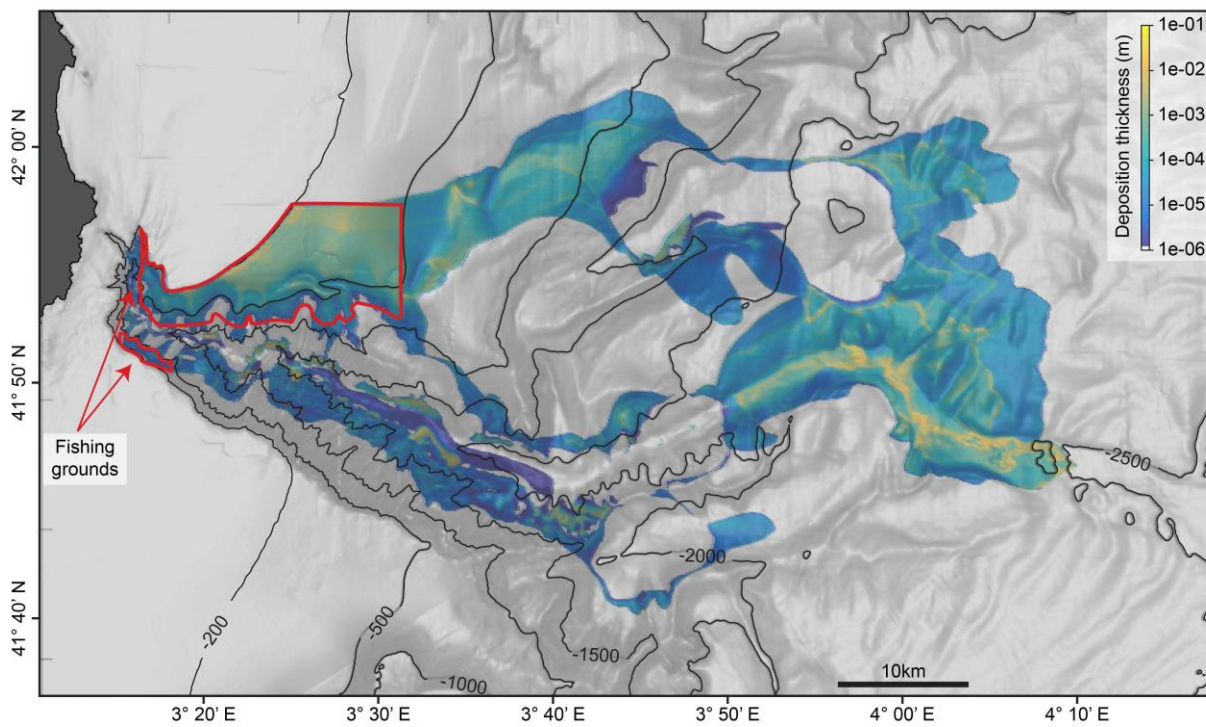 1e-01
1e-02
1e-03
1e-04
1e-05
1e-06
Deposition thickness (m)
42° 00' N
41° 50' N
41° 40' N
Fishing
grounds
-2500
-2000
-200
-500
-1500
-1000
10km
3° 20' E
3° 30' E
3° 40' E
3° 50' E
4° 00' E
4° 10' E